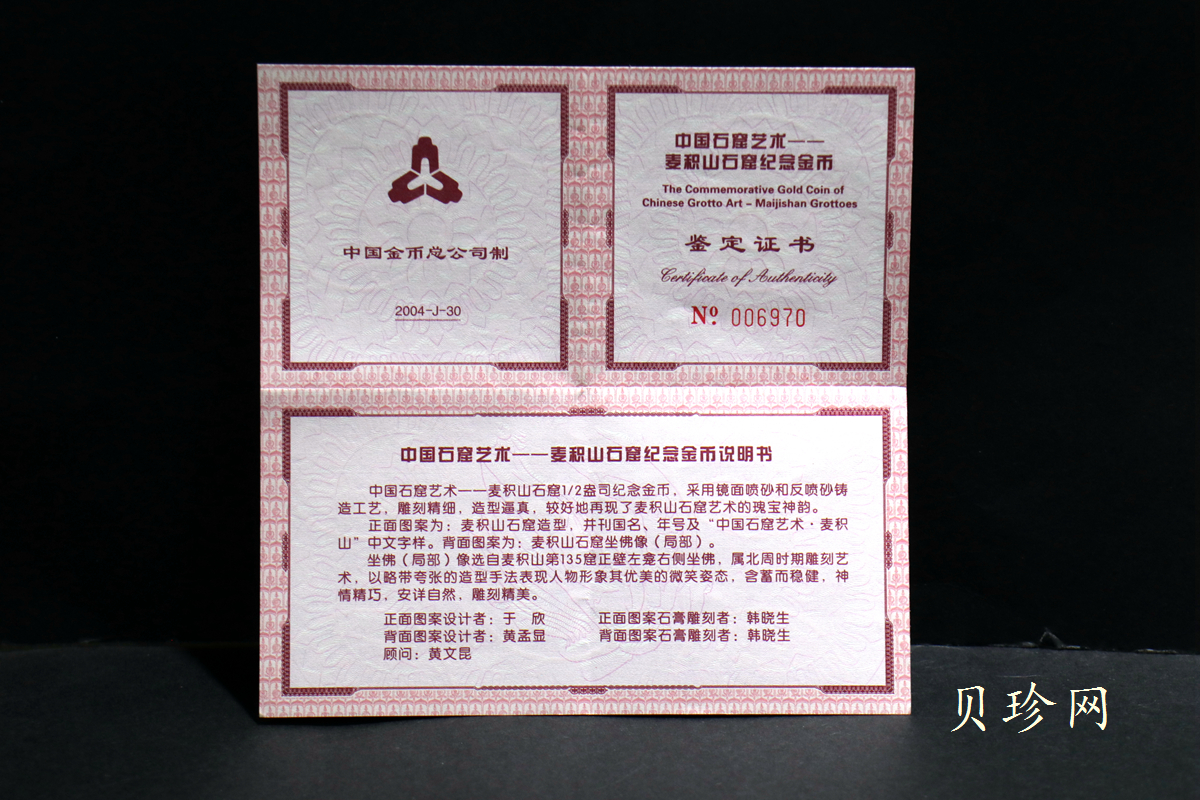 中国金币总公司制
2004-J-30
中国石窟艺术——
麦积山石窟纪念金币
The Commemorative Gold Coin of
Chinese Grotto Art – Maijishan Grottoes
鉴定证书
Certificate of Authenticity
Nº. 006970
中国石窟艺术——麦积山石窟纪念金币说明书
中国石窟艺术——麦积山石窟1/2盎司纪念金币，采用镜面喷砂和反喷砂铸
造工艺，雕刻精细，造型逼真，较好地再现了麦积山石窟艺术的瑰宝神韵。
正面图案为：麦积山石窟造型，并刊国名、年号及“中国石窟艺术·麦积
山”中文字样。背面图案为：麦积山石窟坐佛像（局部）。
坐佛（局部）像选自麦积山第135窟正壁左龛右侧坐佛，属北周时期雕刻艺
术，以略带夸张的造型手法表现人物形象其优美的微笑姿态，含蓄而稳健，神
情精巧，安详自然，雕刻精美。
正面图案设计者：于 欣 正面图案石膏雕刻者：韩晓生
背面图案设计者：黄孟显 背面图案石膏雕刻者：韩晓生
顾问：黄文昆
贝珍网